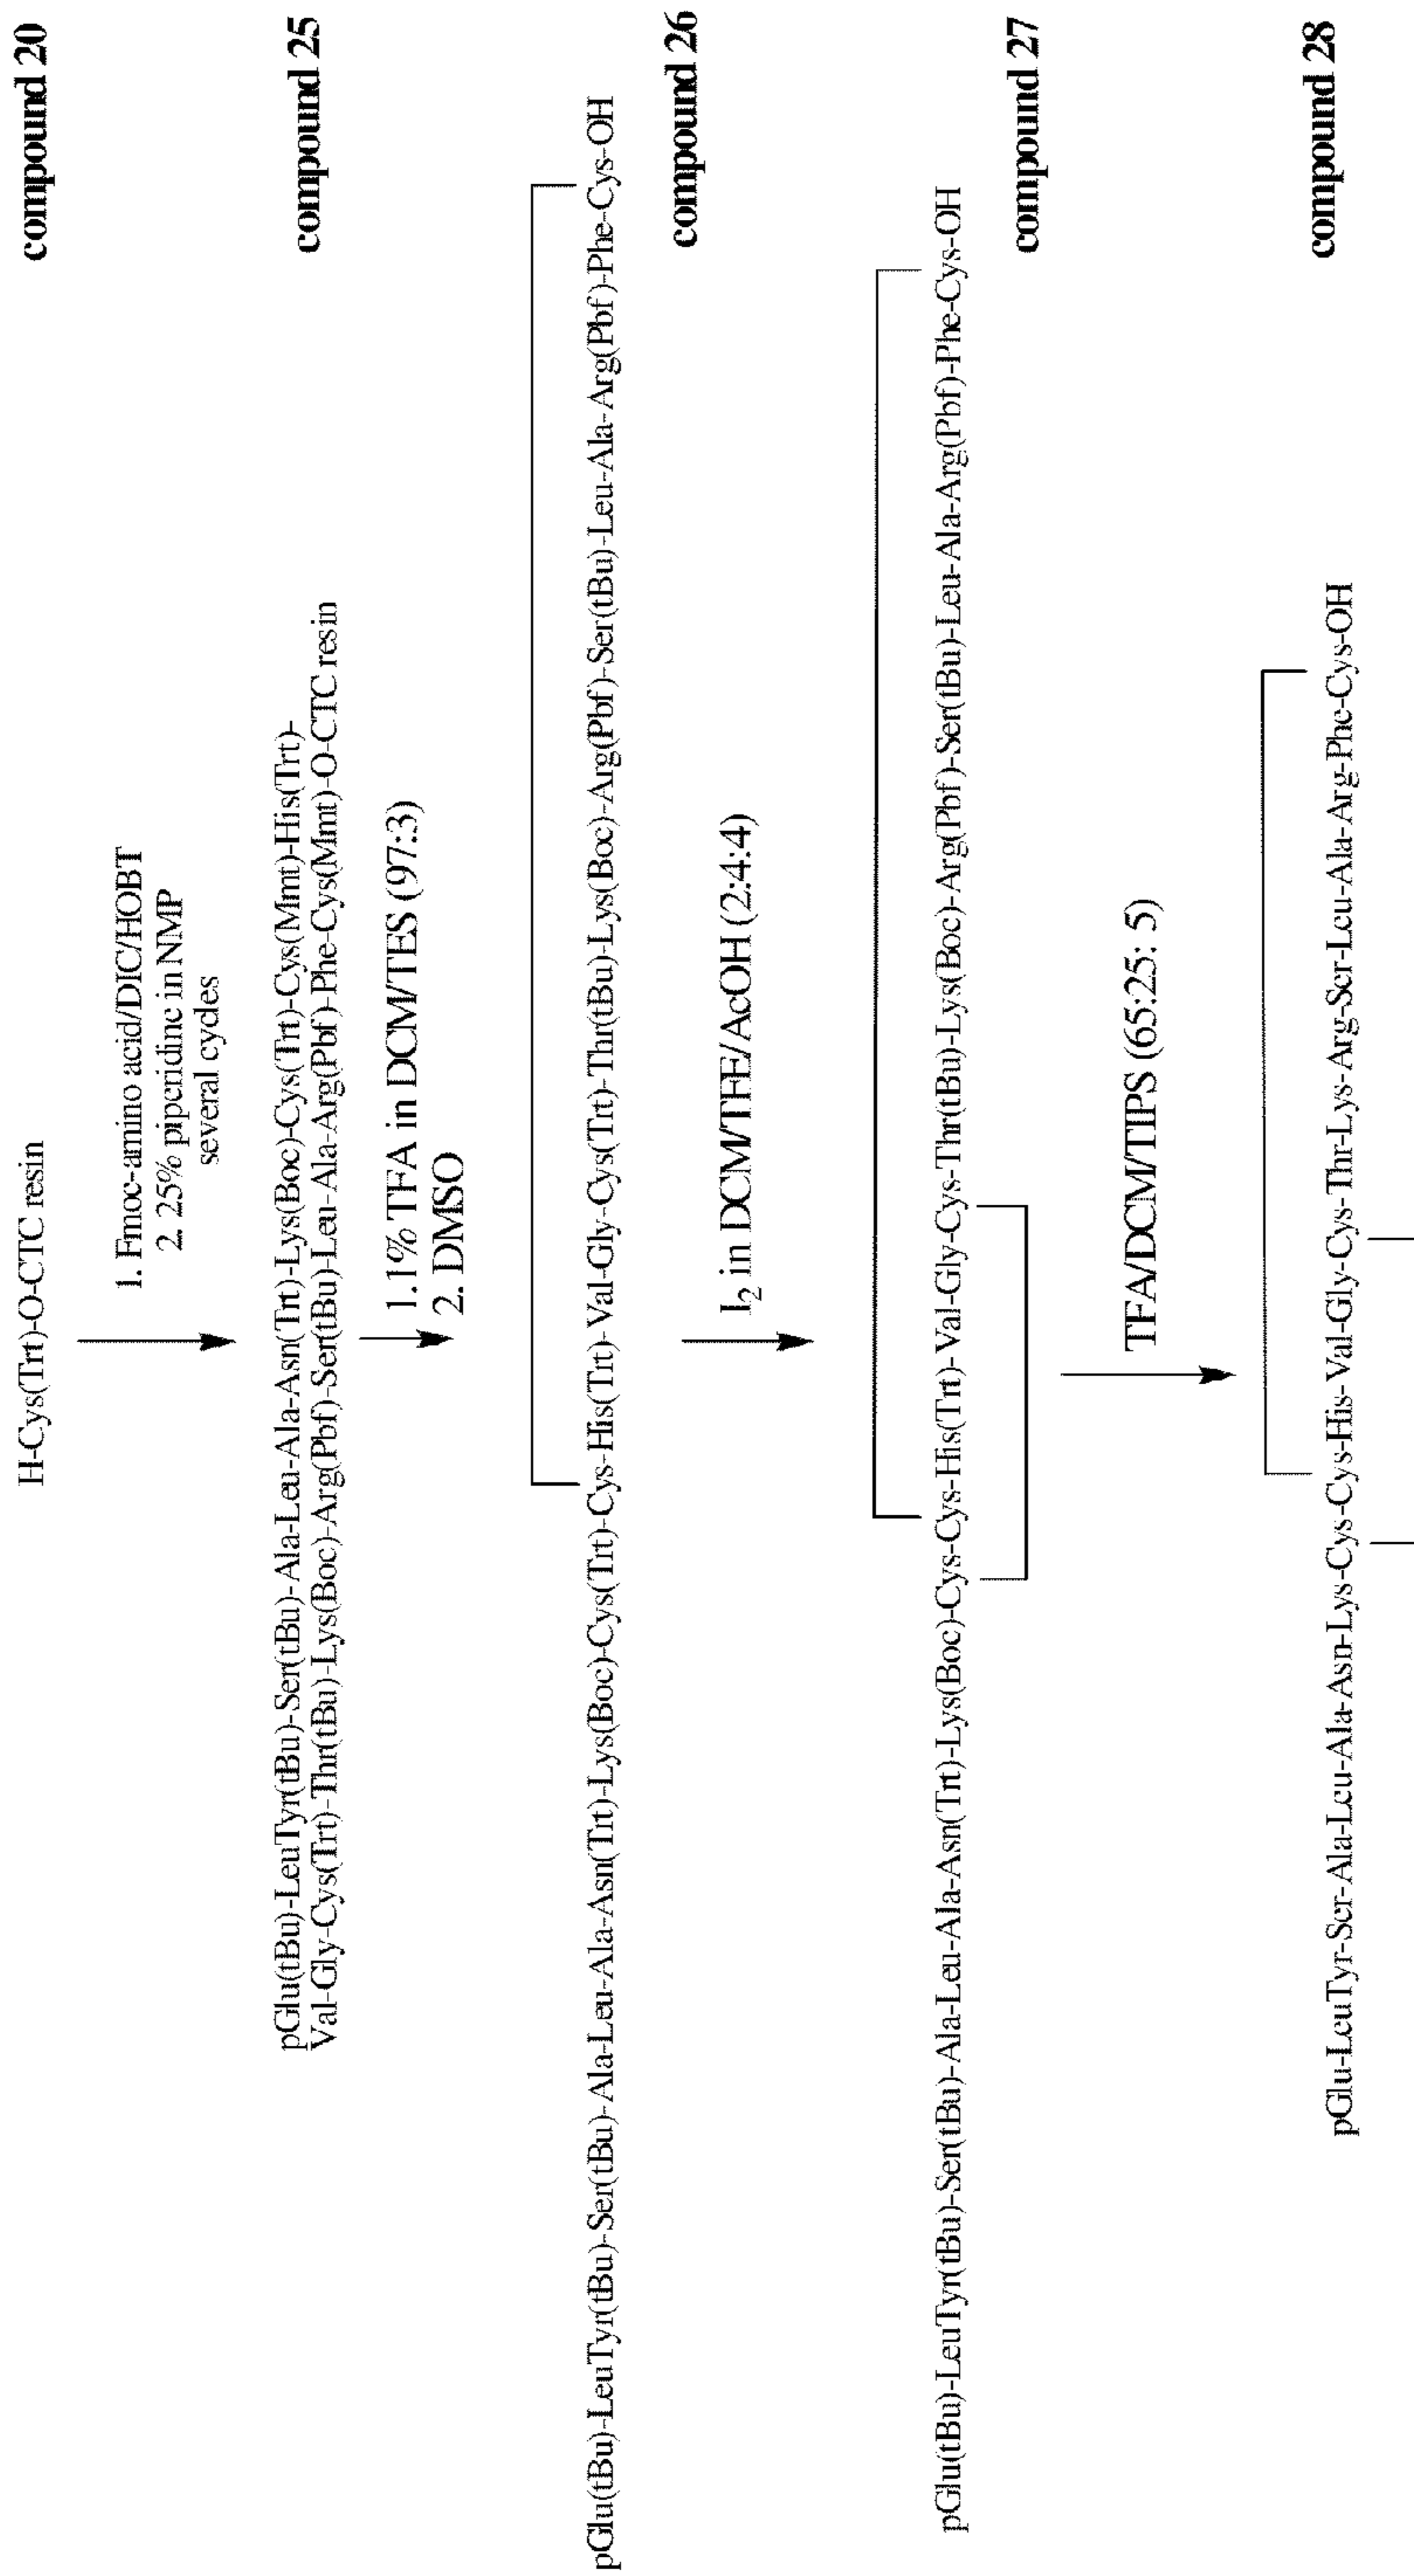 H-Cys(Trt)-O-CTC resin
compound 20
1. Fmoc-amino acid/DIC/HOBT
2. 25% piperidine in NMP
several cycles
pGlu(tBu)-LeuTyr(tBu)-Ser(tBu)-Ala-Leu-Ala-Asn(Trt)-Lys(Boc)-Cys(Trt)-Cys(Mmt)-His(Trt)-
Val-Gly-Cys(Trt)-Thr(tBu)-Lys(Boc)-Arg(Pbf)-Ser(tBu)-Leu-Ala-Arg(Pbf)-Phe-Cys(Mmt)-O-CTC resin
compound 25
1.1% TFA in DCM/TES (97:3)
2. DMSO
pGlu(tBu)-LeuTyr(tBu)-Ser(tBu)-Ala-Leu-Ala-Asn(Trt)-Lys(Boc)-Cys(Trt)-Cys-His(Trt)-Val-Gly-Cys(Trt)-Thr(tBu)-Lys(Boc)-Arg(Pbf)-Ser(tBu)-Leu-Ala-Arg(Pbf)-Phe-Cys-OH
compound 26
I₂ in DCM/TFE/AcOH (2:4:4)
pGlu(tBu)-LeuTyr(tBu)-Ser(tBu)-Ala-Leu-Ala-Asn(Trt)-Lys(Boc)-Cys-Cys-His(Trt)-Val-Gly-Cys-Thr(tBu)-Lys(Boc)-Arg(Pbf)-Ser(tBu)-Leu-Ala-Arg(Pbf)-Phe-Cys-OH
compound 27
TFA/DCM/TIPS (65:25: 5)
pGlu-LeuTyr-Ser-Ala-Leu-Ala-Asn-Lys-Cys-Cys-His-Val-Gly-Cys-Thr-Lys-Arg-Ser-Leu-Ala-Arg-Phe-Cys-OH
compound 28